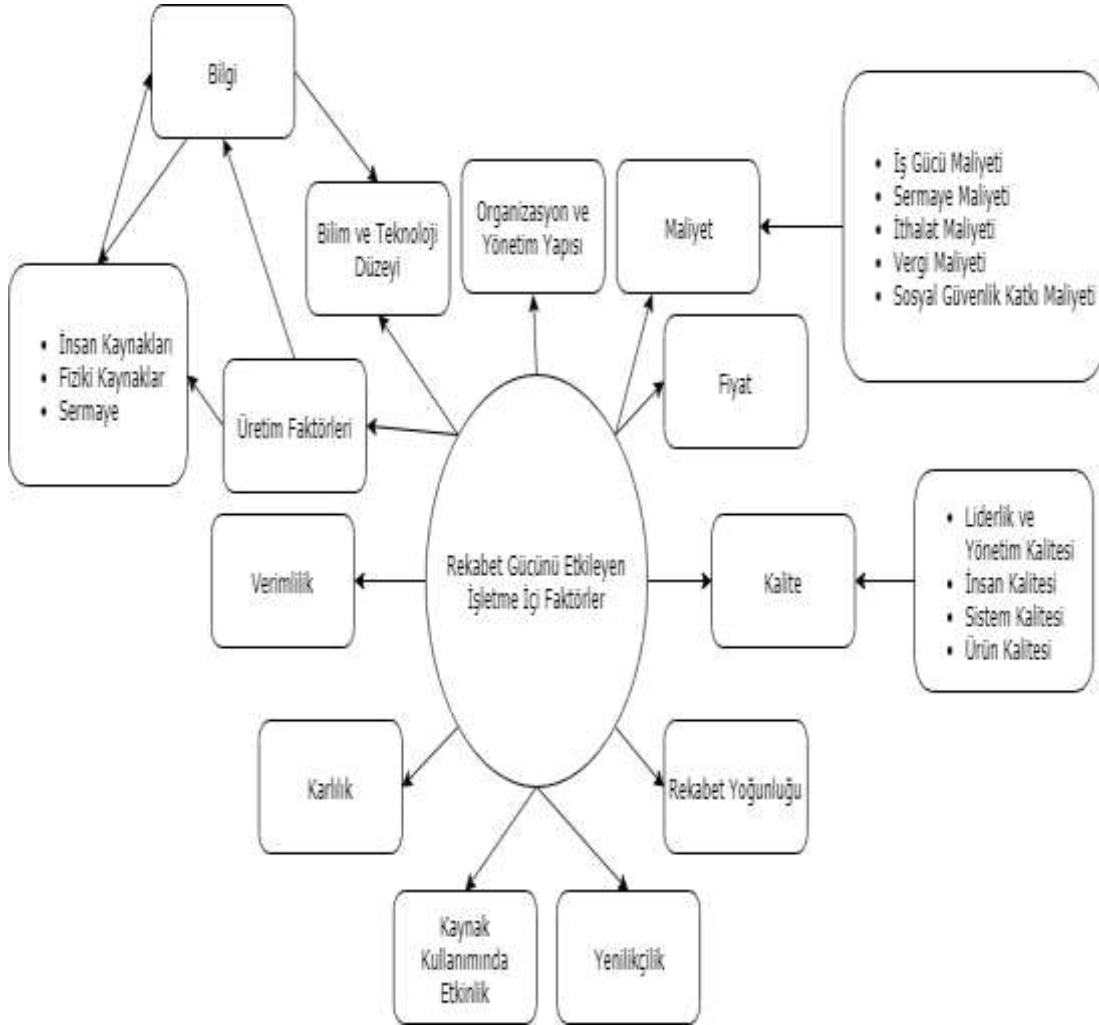 Bilgi
Bilim ve Teknoloji
Düzeyi
Organizasyon ve
Yönetim Yapısı
Maliyet
• İş Gücü Maliyeti
• Sermaye Maliyeti
• İthalat Maliyeti
• Vergi Maliyeti
• Sosyal Güvenlik Katkı Maliyeti
• İnsan Kaynakları
• Fiziki Kaynaklar
• Sermaye
Üretim Faktörleri
Fiyat
Verimlilik
Rekabet Gücünü Etkileyen
İşletme İçi Faktörler
Kalite
• Liderlik ve
Yönetim Kalitesi
• İnsan Kalitesi
• Sistem Kalitesi
• Ürün Kalitesi
Karlılık
Rekabet Yoğunluğu
Kaynak
Kullanımında
Etkinlik
Yenilikçilik